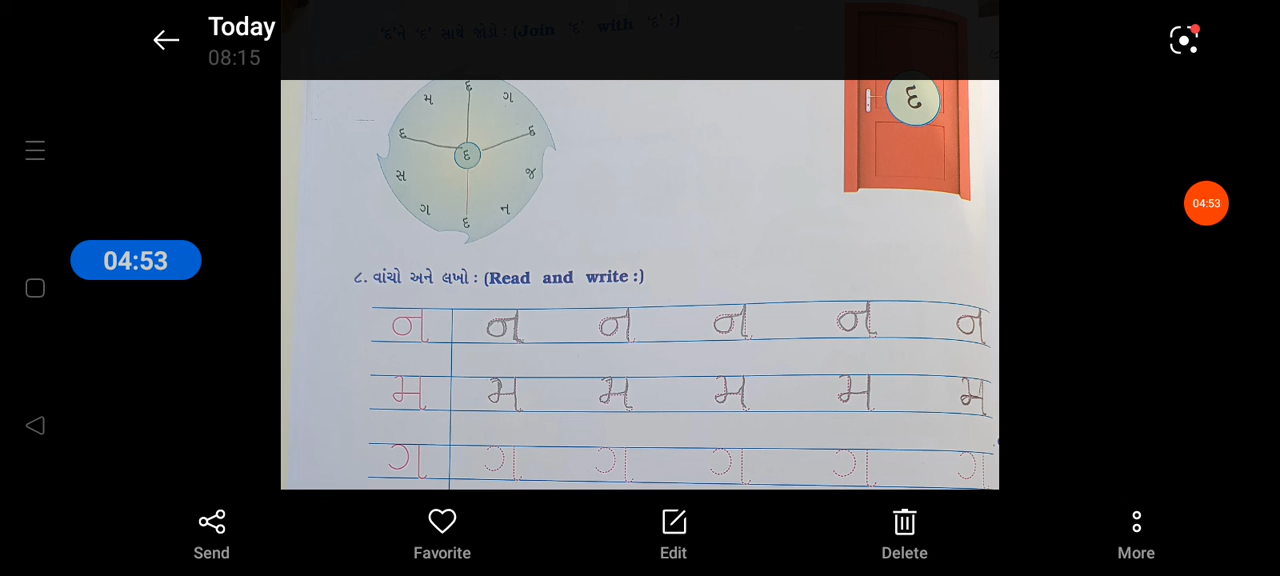 Today
08:15
'દ'ને 'દ' સાથે જોડો : (Join 'દ' with 'દ' :)
દ
મ ગ
દ દ
દ
સ જ
ગ ન
દ
દ
04:53
04:53
૮. વાંચો અને લખો : (Read and write :)
ન ન ન ન ન ન
મ મ મ મ મ મ
ગ ગ ગ ગ ગ ગ
Send Favorite Edit Delete More